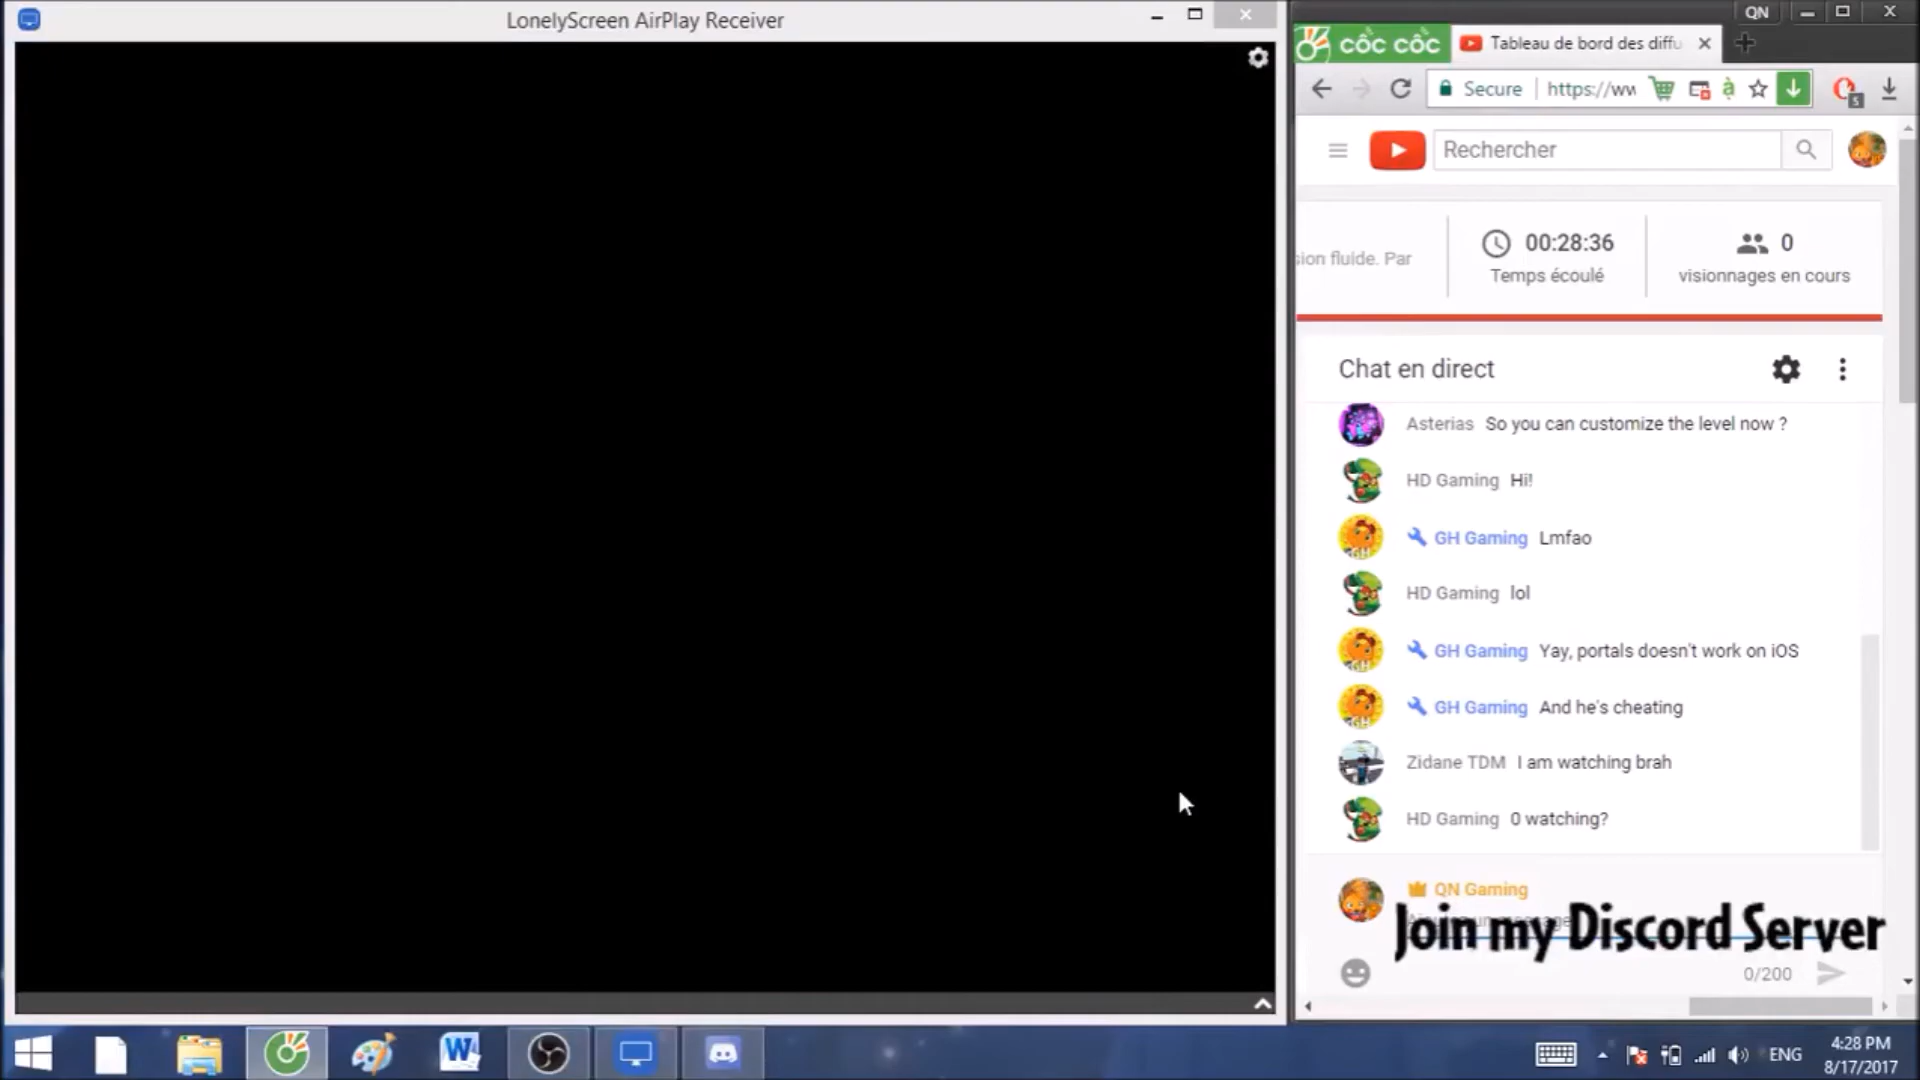 LonelyScreen AirPlay Receiver
QN
cốc cốc
Tableau de bord des diffu
Secure
https://ww
S
Rechercher
sion fluide. Par
00:28:36
Temps écoulé
0
visionnages en cours
Chat en direct
Asterias So you can customize the level now ?
HD Gaming Hi!
GH Gaming Lmfao
HD Gaming lol
GH Gaming Yay, portals doesn't work on iOS
GH Gaming And he's cheating
Zidane TDM I am watching brah
HD Gaming 0 watching?
QN Gaming
Join my Discord Server
0/200
ENG
4:28 PM
8/17/2017